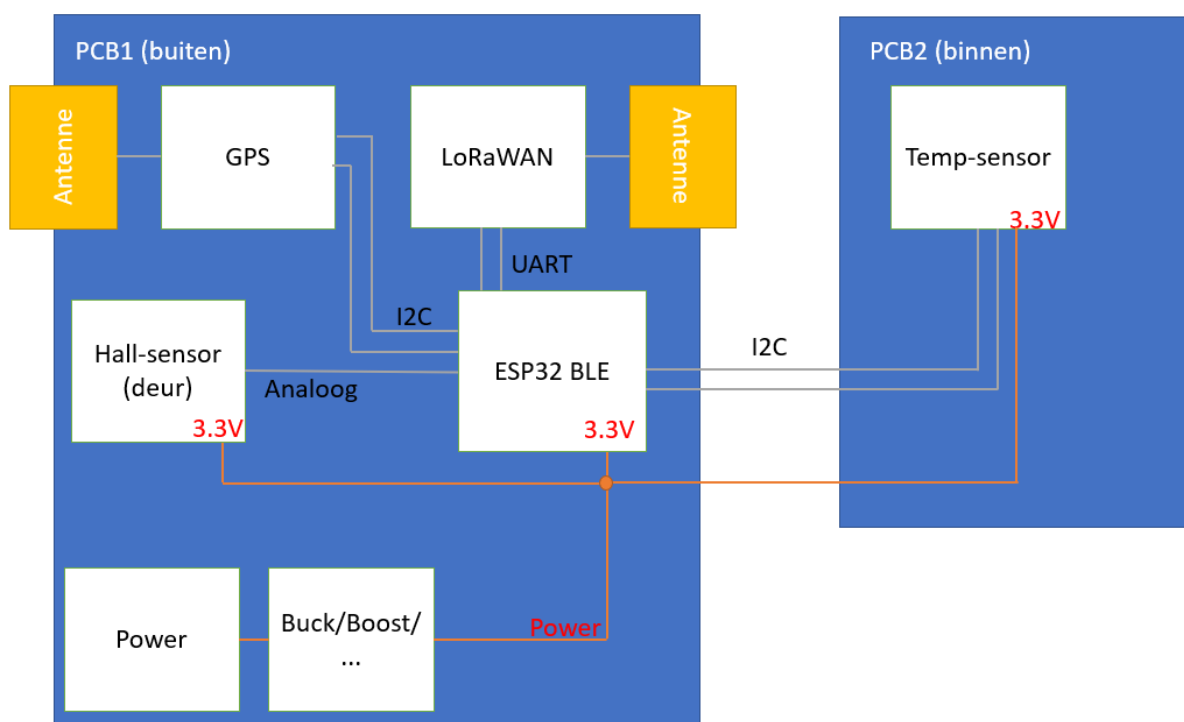 PCB1 (buiten)
PCB2 (binnen)
Antenne
GPS
LoRaWAN
Antenne
Temp-sensor
3.3V
UART
I2C
Hall-sensor
(deur)
3.3V
Analoog
ESP32 BLE
3.3V
I2C
Power
Buck/Boost/
...
Power